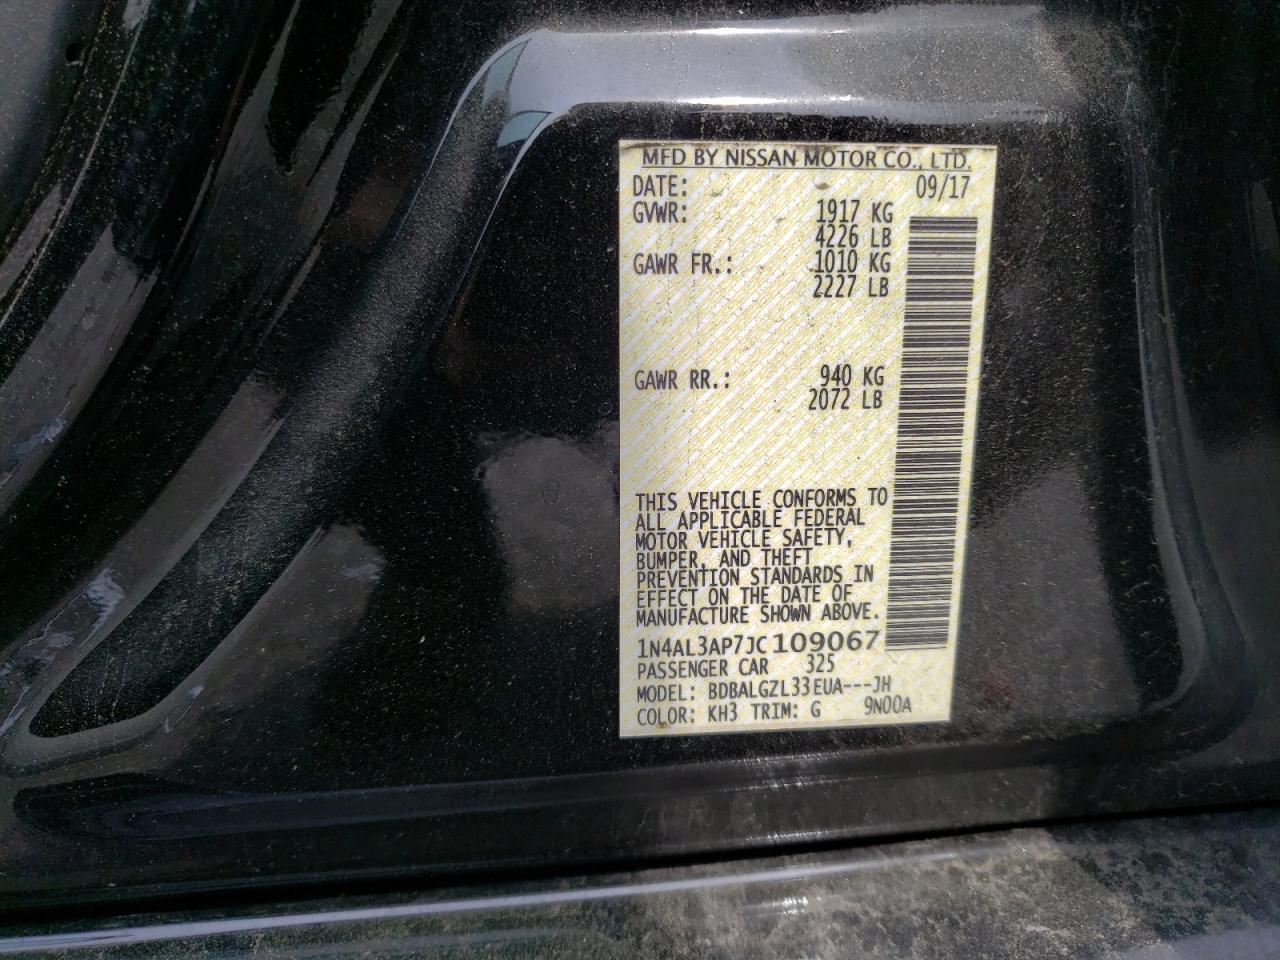 MFD BY NISSAN MOTOR CO., LTD.
DATE: 09/17
GVWR: 1917 KG
4226 LB
GAWR FR.: 1010 KG
2227 LB
GAWR RR.: 940 KG
2072 LB
THIS VEHICLE CONFORMS TO
ALL APPLICABLE FEDERAL
MOTOR VEHICLE SAFETY,
BUMPER, AND THEFT
PREVENTION STANDARDS IN
EFFECT ON THE DATE OF
MANUFACTURE SHOWN ABOVE.
1N4AL3AP7JC109067
PASSENGER CAR 325
MODEL: BDBALGZL33EUA---JH
COLOR: KH3 TRIM: G 9N00A